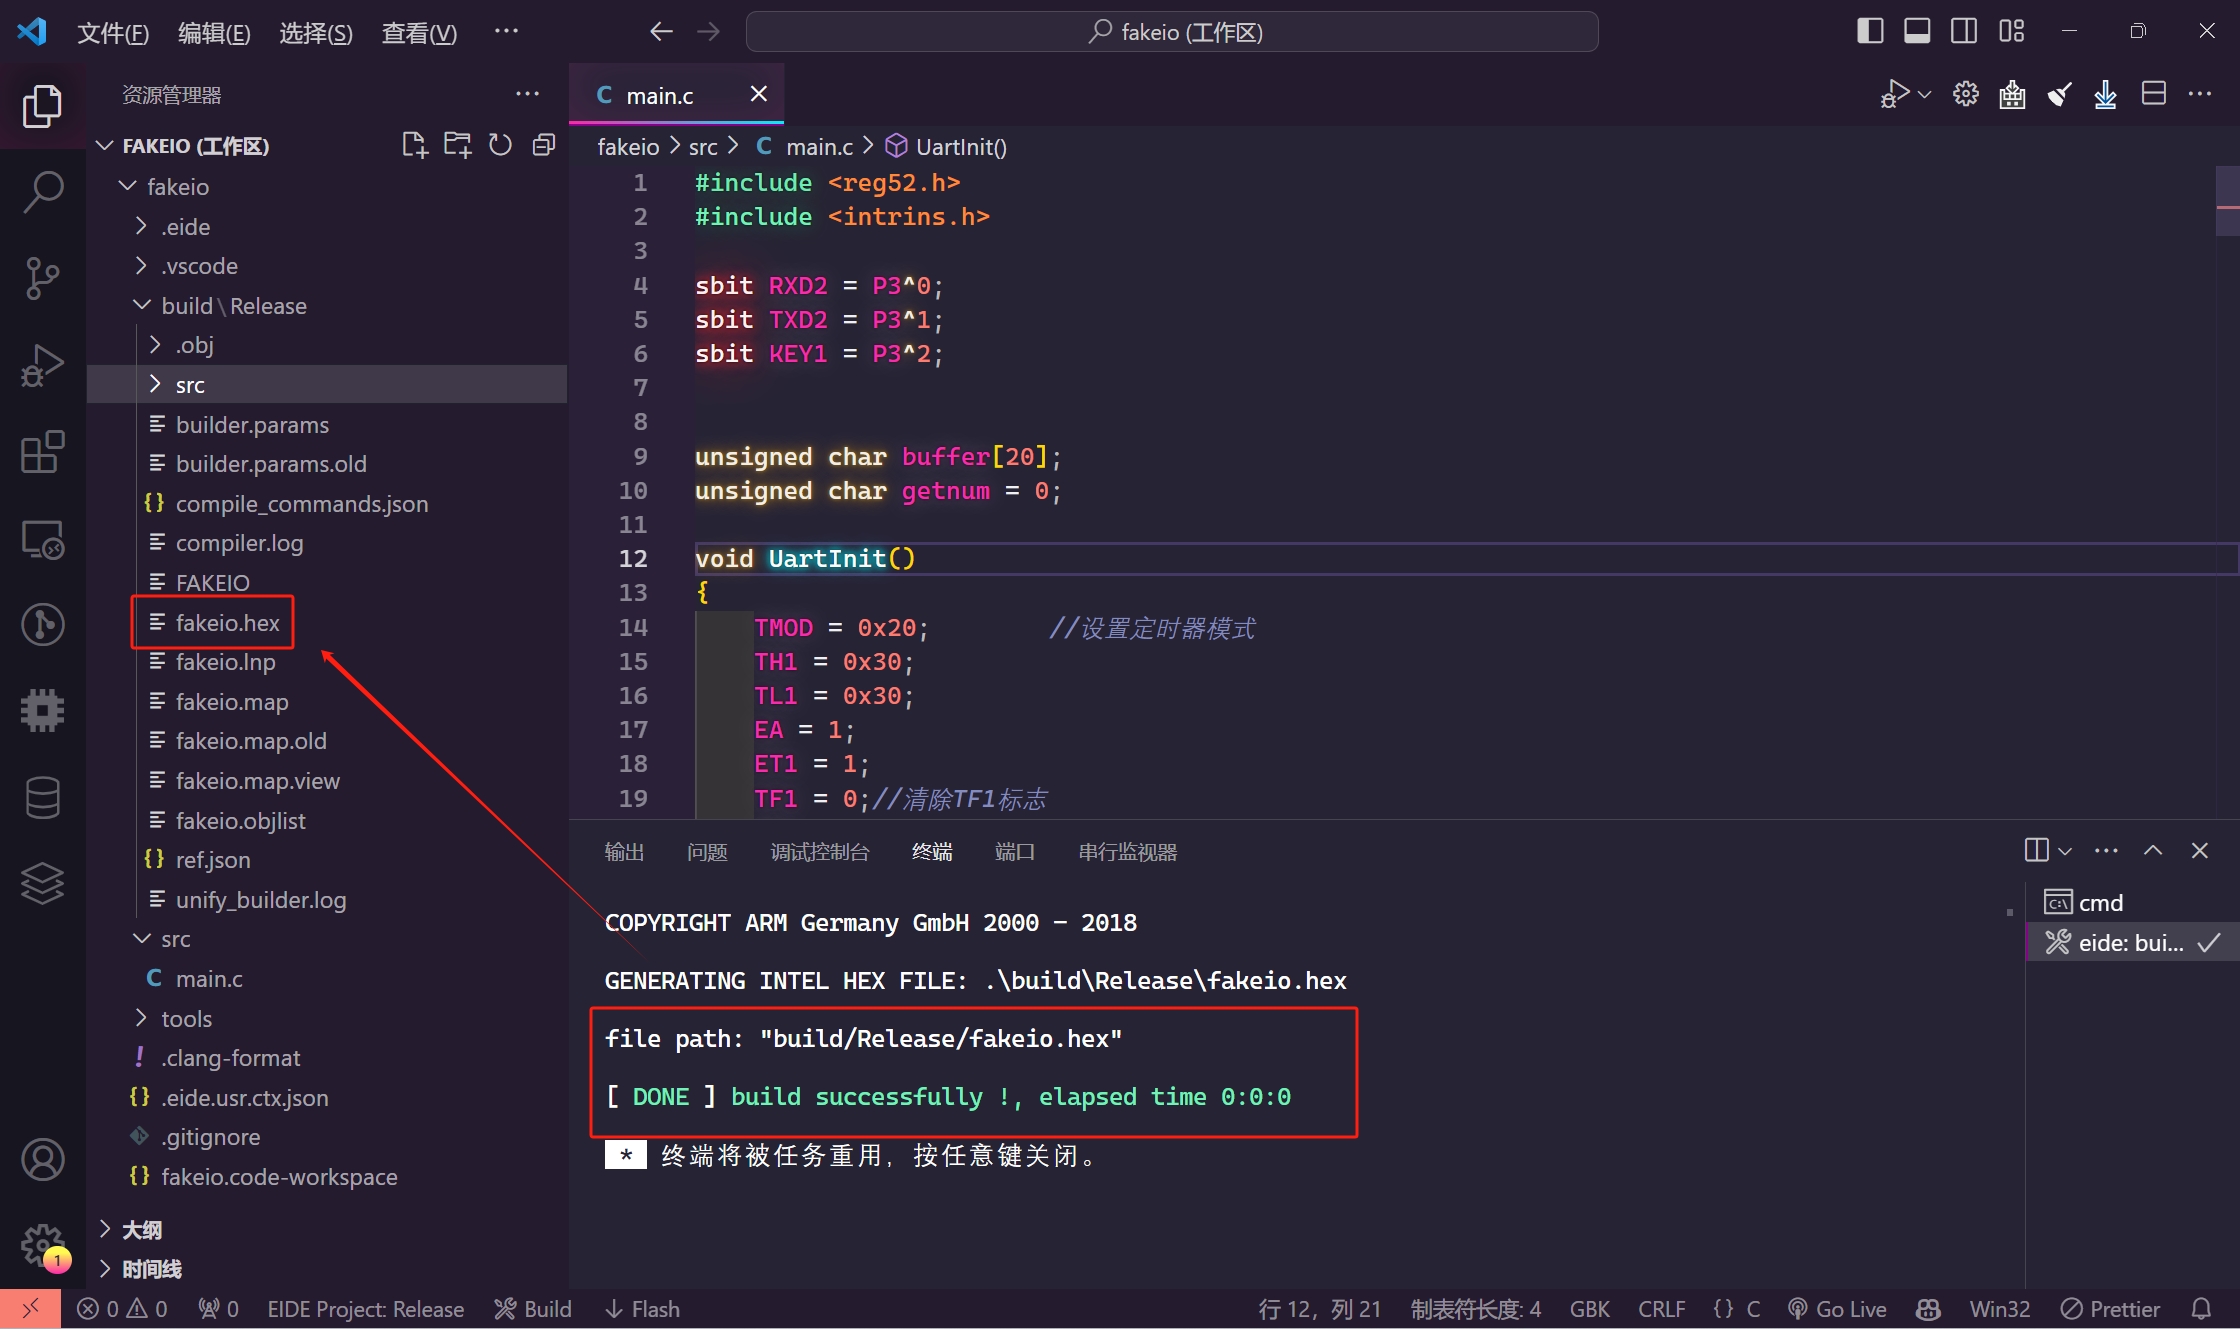 文件(F) 编辑(E) 选择(S) 查看(V) ··· fakeio (工作区)
资源管理器 ···
FAKEIO (工作区)
fakeio
.eide
.vscode
build\Release
.obj
src
builder.params
builder.params.old
{} compile_commands.json
compiler.log
FAKEIO
fakeio.hex
fakeio.lnp
fakeio.map
fakeio.map.old
fakeio.map.view
fakeio.objlist
{} ref.json
unify_builder.log
src
C main.c
tools
! .clang-format
{} .eide.usr.ctx.json
.gitignore
{} fakeio.code-workspace
大纲
时间线
1
C main.c
fakeio > src > C main.c > UartInit()
1 #include <reg52.h>
2 #include <intrins.h>
3
4 sbit RXD2 = P3^0;
5 sbit TXD2 = P3^1;
6 sbit KEY1 = P3^2;
7
8
9 unsigned char buffer[20];
10 unsigned char getnum = 0;
11
12 void UartInit()
13 {
14 TMOD = 0x20; //设置定时器模式
15 TH1 = 0x30;
16 TL1 = 0x30;
17 EA = 1;
18 ET1 = 1;
19 TF1 = 0;//清除TF1标志
输出 问题 调试控制台 终端 端口 串行监视器
COPYRIGHT ARM Germany GmbH 2000 - 2018
GENERATING INTEL HEX FILE: .\build\Release\fakeio.hex
file path: "build/Release/fakeio.hex"
[ DONE ] build successfully !, elapsed time 0:0:0
* 终端将被任务重用, 按任意键关闭。
cmd
eide: bui...
0 0 0 EIDE Project: Release Build Flash 行 12, 列 21 制表符长度: 4 GBK CRLF {} C Go Live Win32 Prettier